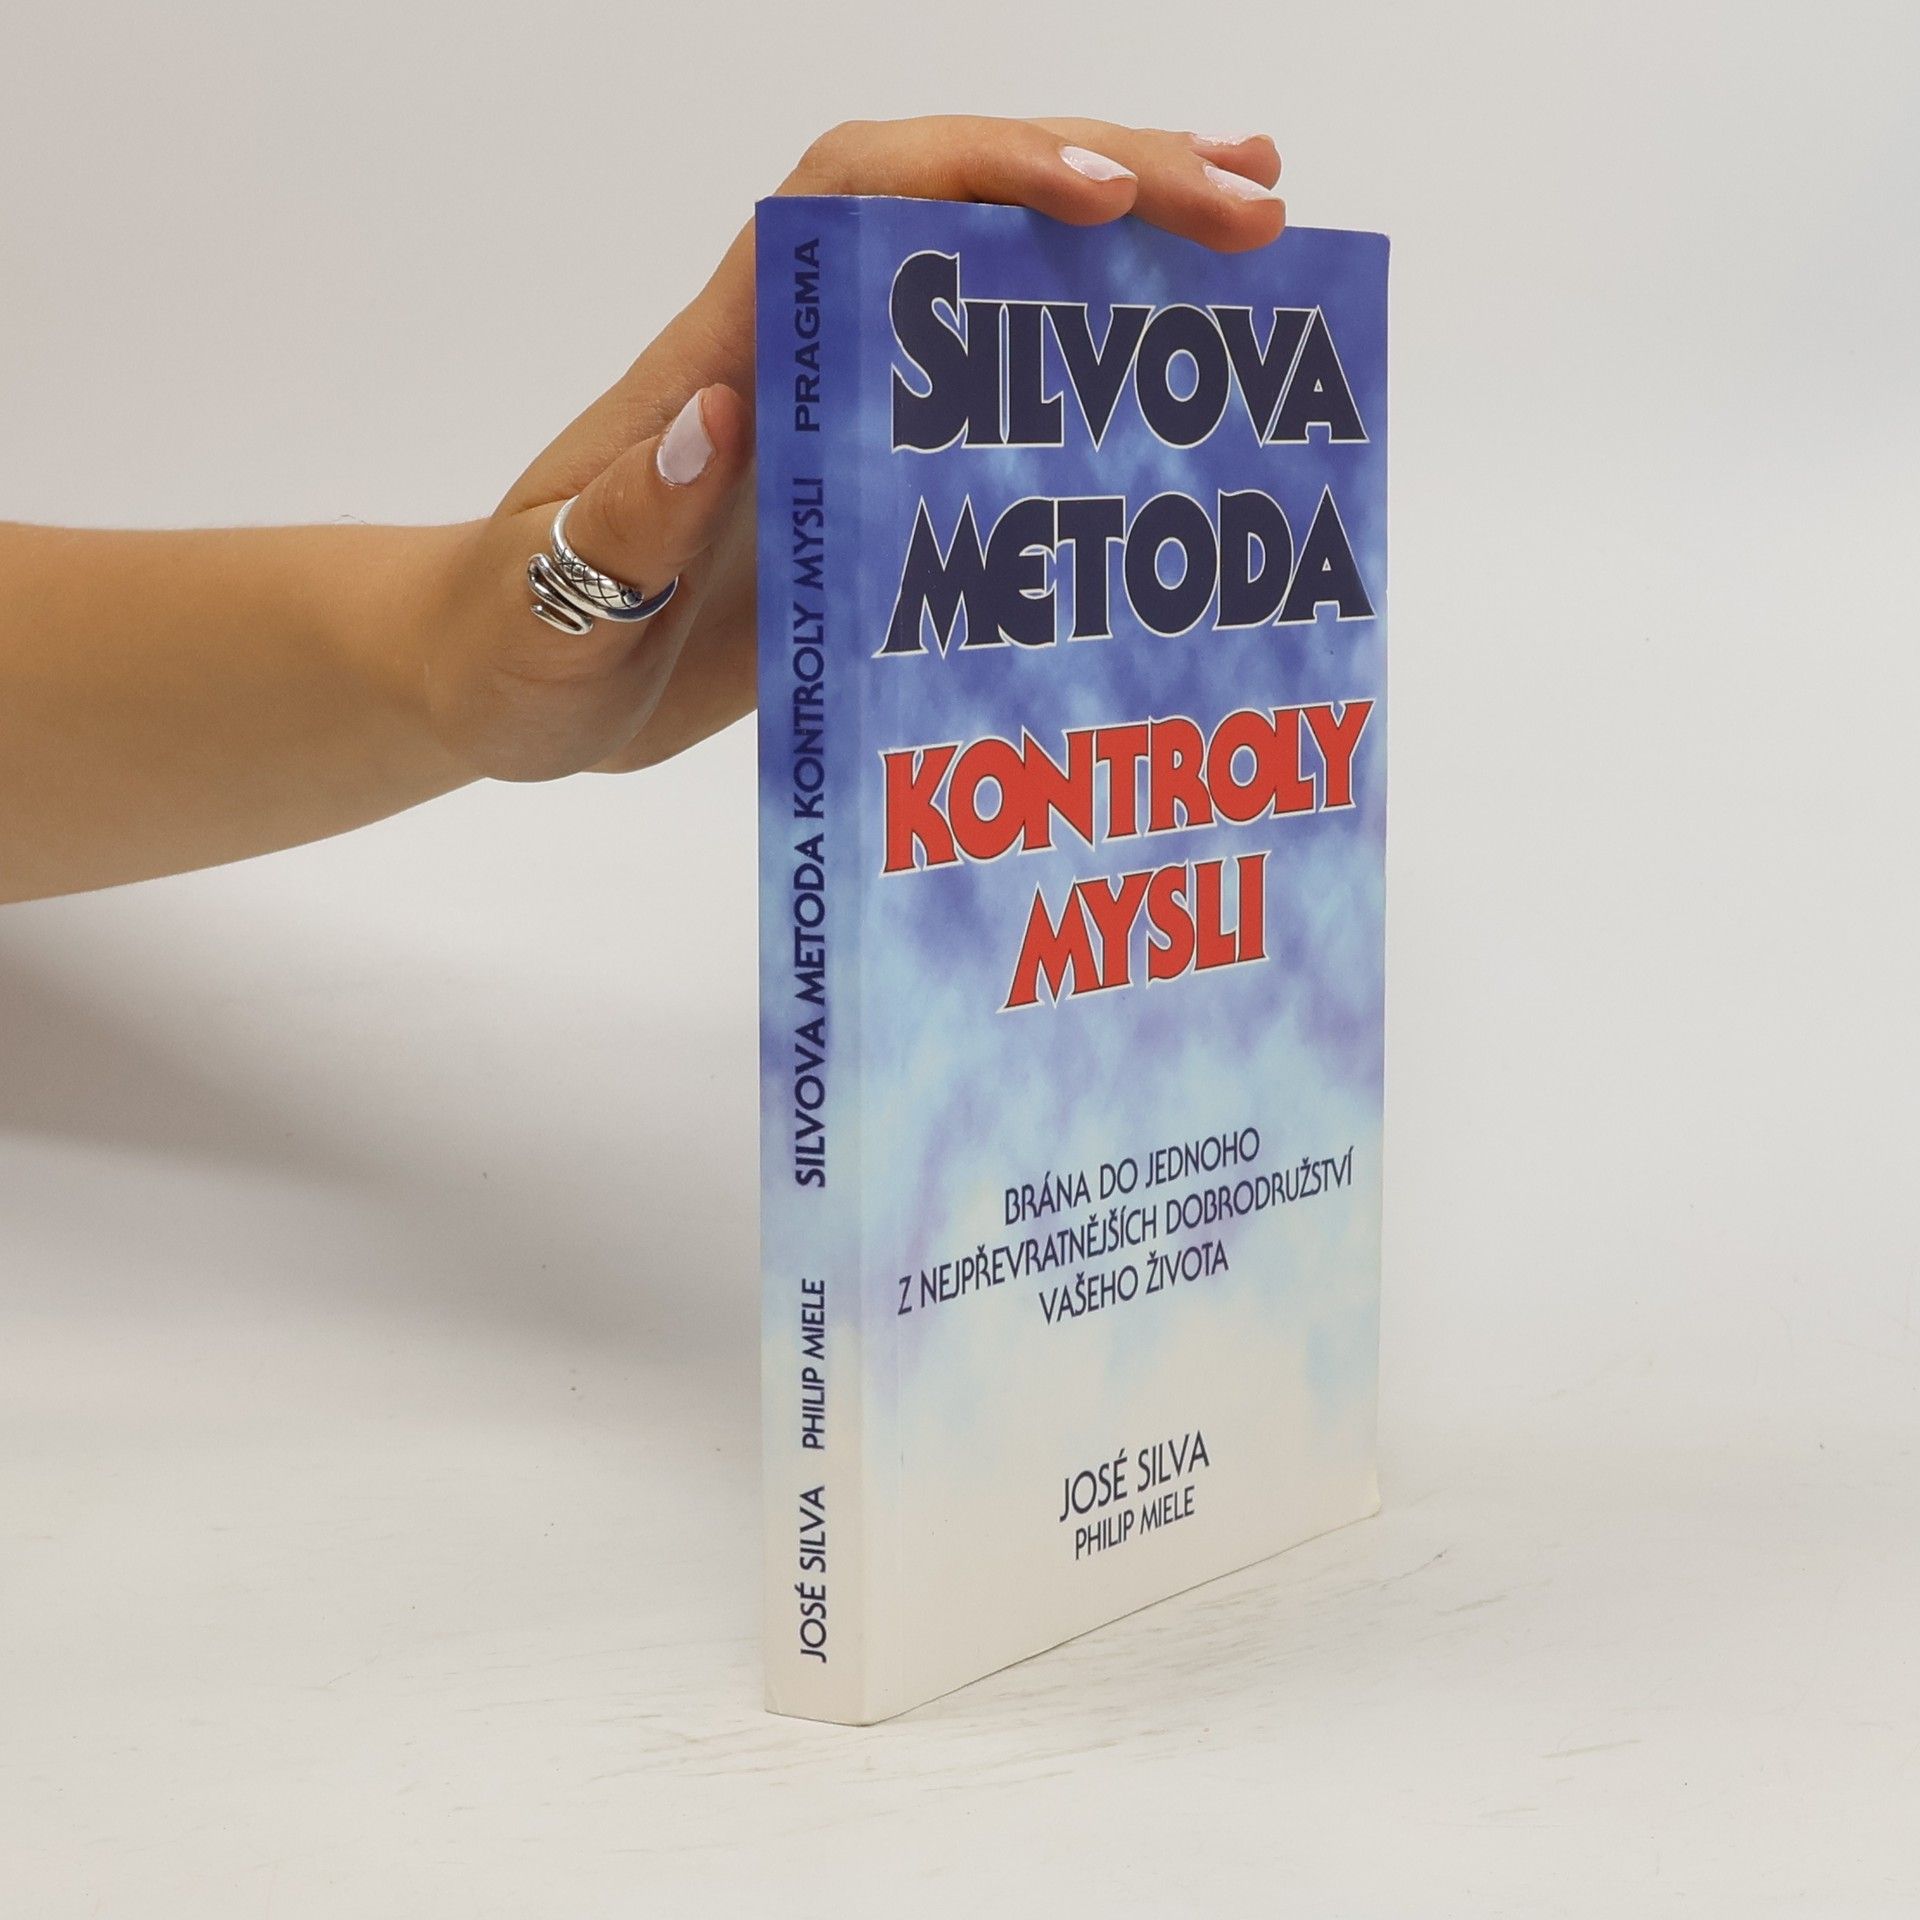 SILVOVA
METODA
KONTROLY
MYSLI
BRÁNA DO JEDNOHO
Z NEJPŘEVRATNĚJŠÍCH DOBRODRUŽSTVÍ
VAŠEHO ŽIVOTA
JOSÉ SILVA
PHILIP MIELE
JOSÉ SILVA PHILIP MIELE SILVOVA METODA KONTROLY MYSLI PRAGMA